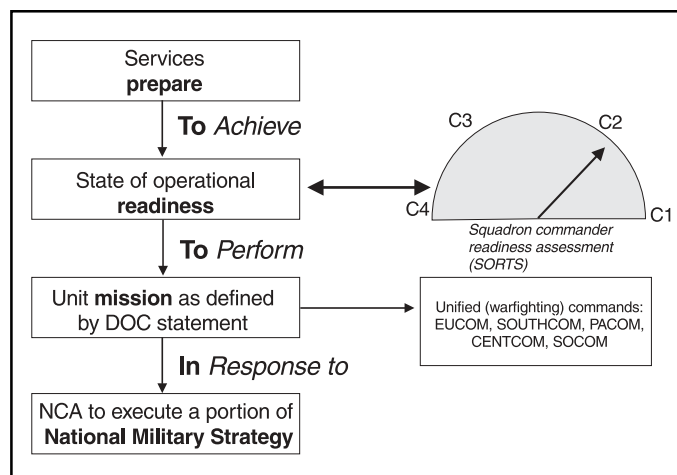 Services
prepare
To Achieve
State of operational
readiness
C3
C2
C4
C1
Squadron commander
readiness assessment
(SORTS)
To Perform
Unit mission as defined
by DOC statement
Unified (warfighting) commands:
EUCOM, SOUTHCOM, PACOM,
CENTCOM, SOCOM
In Response to
NCA to execute a portion of
National Military Strategy